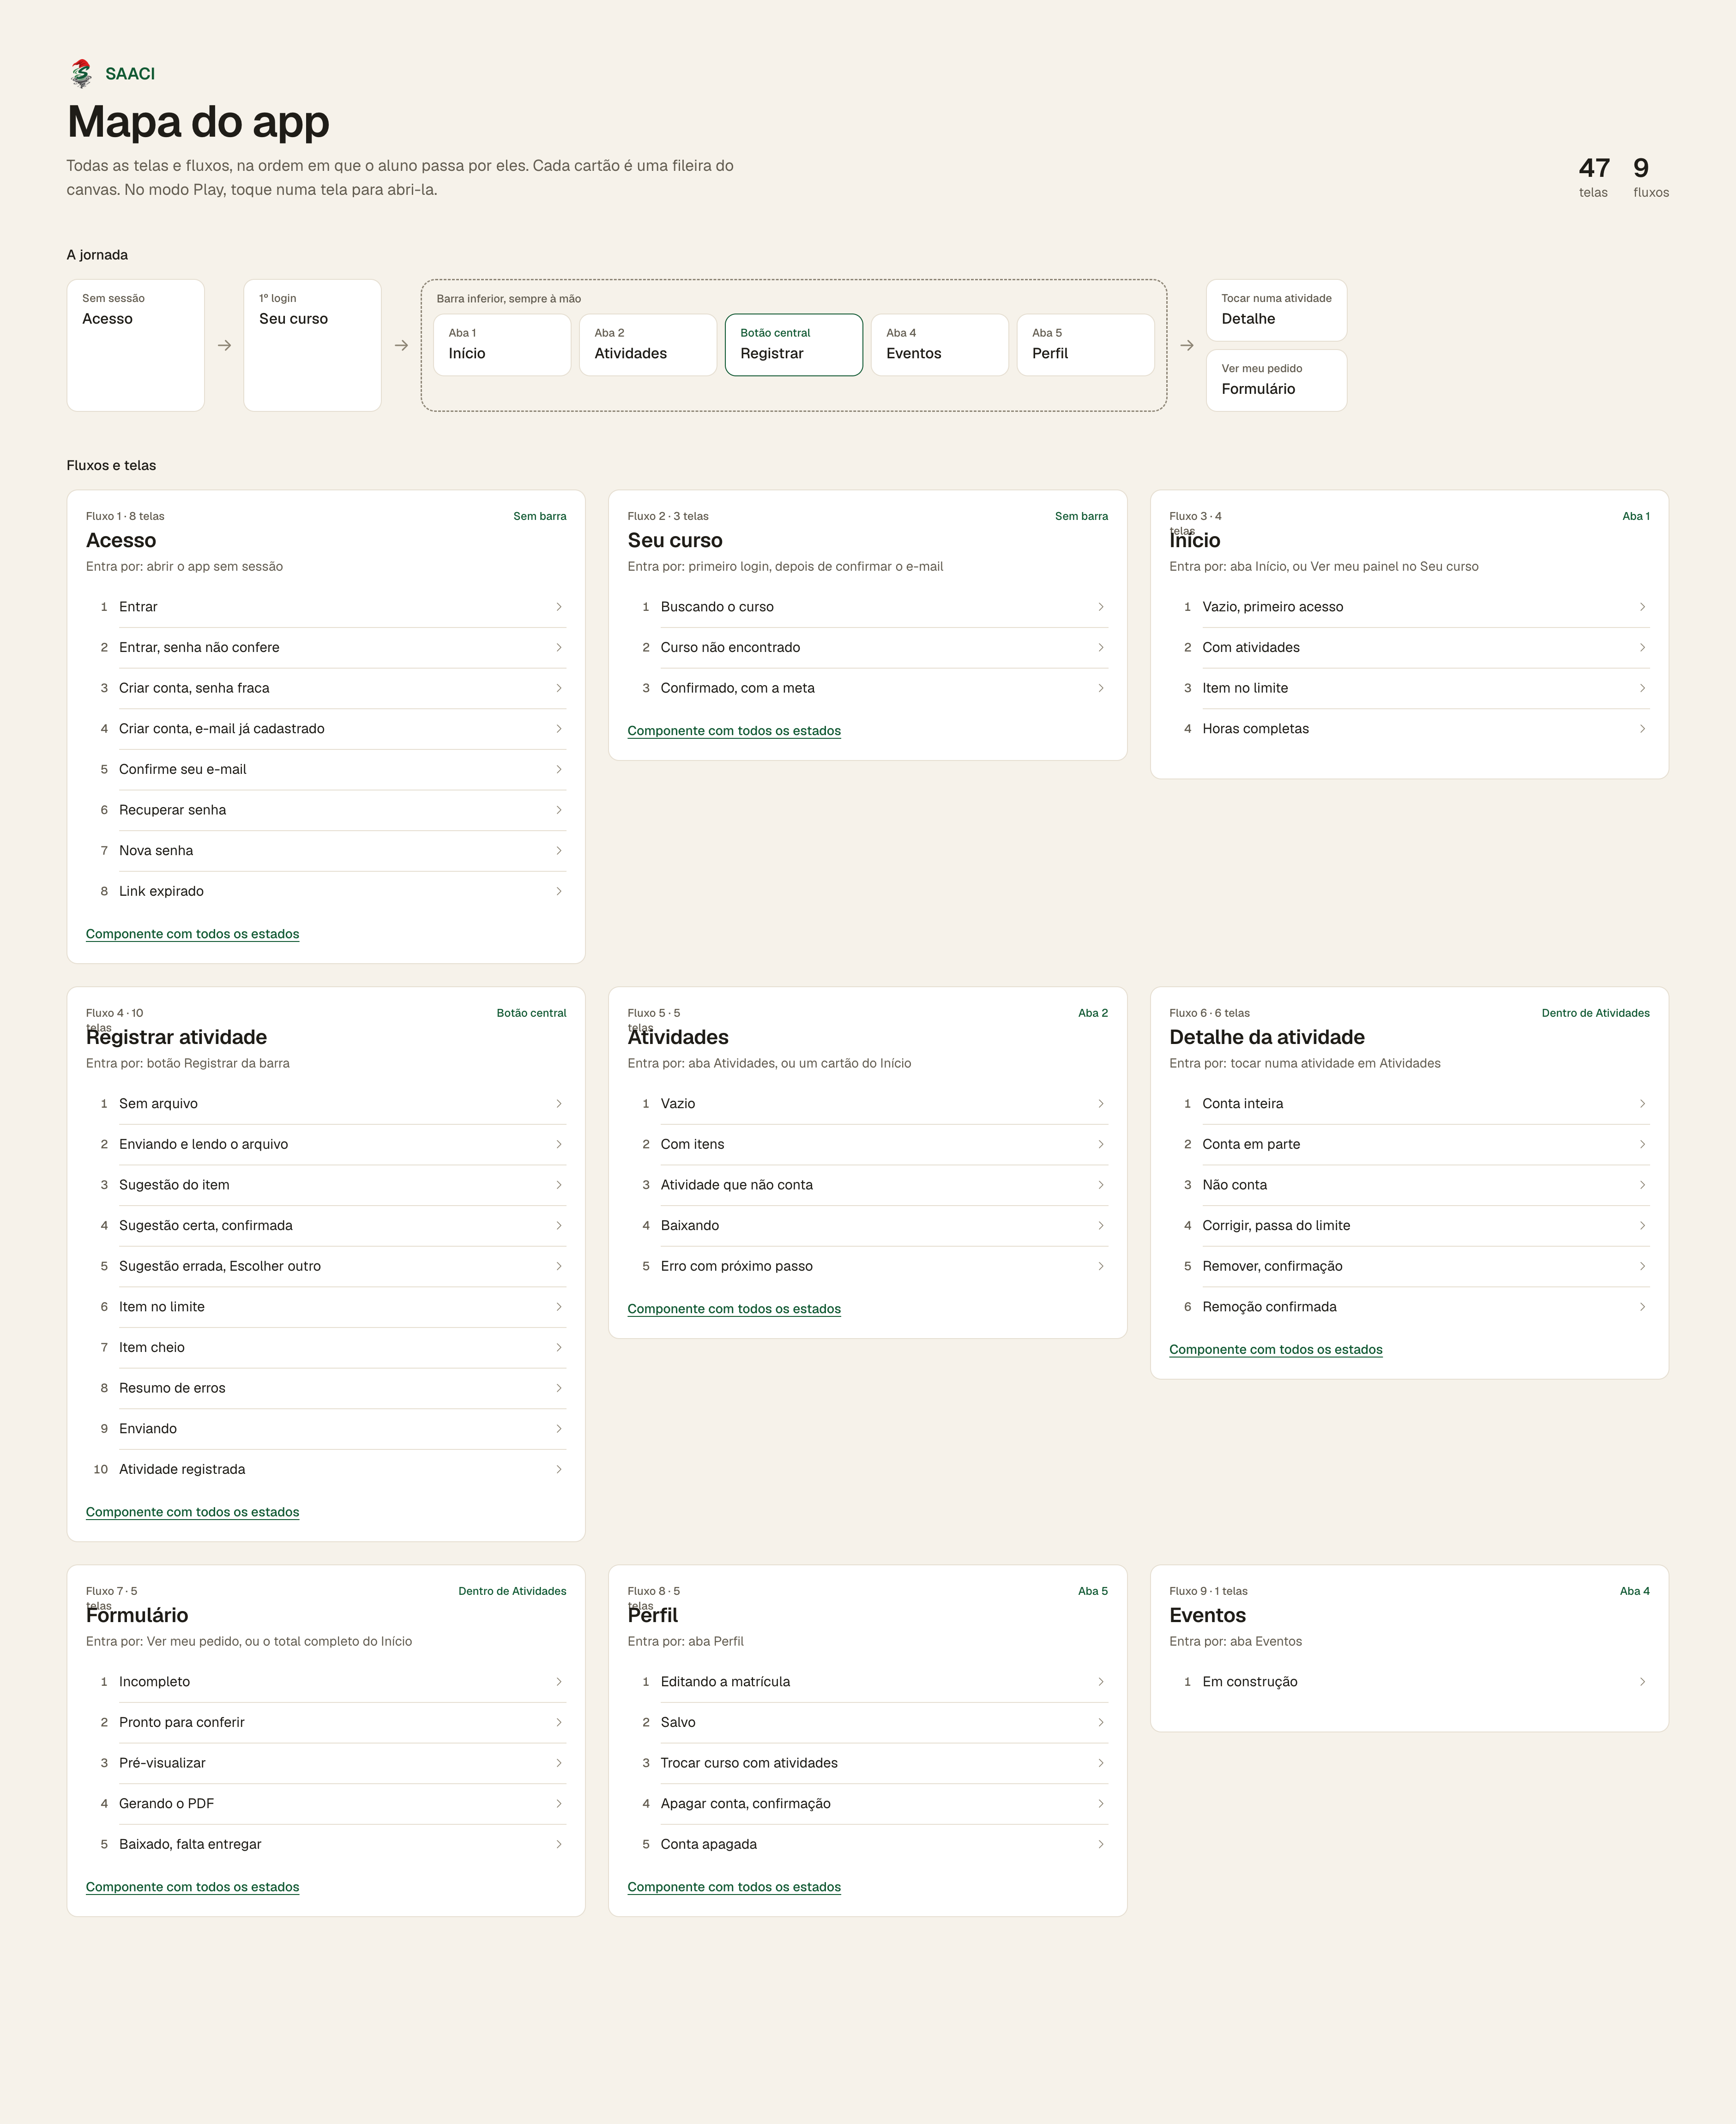 SAACI
Mapa do app
Todas as telas e fluxos, na ordem em que o aluno passa por eles. Cada cartão é uma fileira do
canvas. No modo Play, toque numa tela para abri-la.
47
telas
9
fluxos
A jornada
Sem sessão
Acesso
1º login
Seu curso
Barra inferior, sempre à mão
Aba 1
Início
Aba 2
Atividades
Botão central
Registrar
Aba 4
Eventos
Aba 5
Perfil
Tocar numa atividade
Detalhe
Ver meu pedido
Formulário
Fluxos e telas
Fluxo 1 · 8 telas
Sem barra
Acesso
Entra por: abrir o app sem sessão
1 Entrar
2 Entrar, senha não confere
3 Criar conta, senha fraca
4 Criar conta, e-mail já cadastrado
5 Confirme seu e-mail
6 Recuperar senha
7 Nova senha
8 Link expirado
Componente com todos os estados
Fluxo 2 · 3 telas
Sem barra
Seu curso
Entra por: primeiro login, depois de confirmar o e-mail
1 Buscando o curso
2 Curso não encontrado
3 Confirmado, com a meta
Componente com todos os estados
Fluxo 3 · 4
telas
Aba 1
Início
Entra por: aba Início, ou Ver meu painel no Seu curso
1 Vazio, primeiro acesso
2 Com atividades
3 Item no limite
4 Horas completas
Fluxo 4 · 10
telas
Botão central
Registrar atividade
Entra por: botão Registrar da barra
1 Sem arquivo
2 Enviando e lendo o arquivo
3 Sugestão do item
4 Sugestão certa, confirmada
5 Sugestão errada, Escolher outro
6 Item no limite
7 Item cheio
8 Resumo de erros
9 Enviando
10 Atividade registrada
Componente com todos os estados
Fluxo 5 · 5
telas
Aba 2
Atividades
Entra por: aba Atividades, ou um cartão do Início
1 Vazio
2 Com itens
3 Atividade que não conta
4 Baixando
5 Erro com próximo passo
Componente com todos os estados
Fluxo 6 · 6 telas
Dentro de Atividades
Detalhe da atividade
Entra por: tocar numa atividade em Atividades
1 Conta inteira
2 Conta em parte
3 Não conta
4 Corrigir, passa do limite
5 Remover, confirmação
6 Remoção confirmada
Componente com todos os estados
Fluxo 7 · 5
telas
Dentro de Atividades
Formulário
Entra por: Ver meu pedido, ou o total completo do Início
1 Incompleto
2 Pronto para conferir
3 Pré-visualizar
4 Gerando o PDF
5 Baixado, falta entregar
Componente com todos os estados
Fluxo 8 · 5
telas
Aba 5
Perfil
Entra por: aba Perfil
1 Editando a matrícula
2 Salvo
3 Trocar curso com atividades
4 Apagar conta, confirmação
5 Conta apagada
Componente com todos os estados
Fluxo 9 · 1 telas
Aba 4
Eventos
Entra por: aba Eventos
1 Em construção